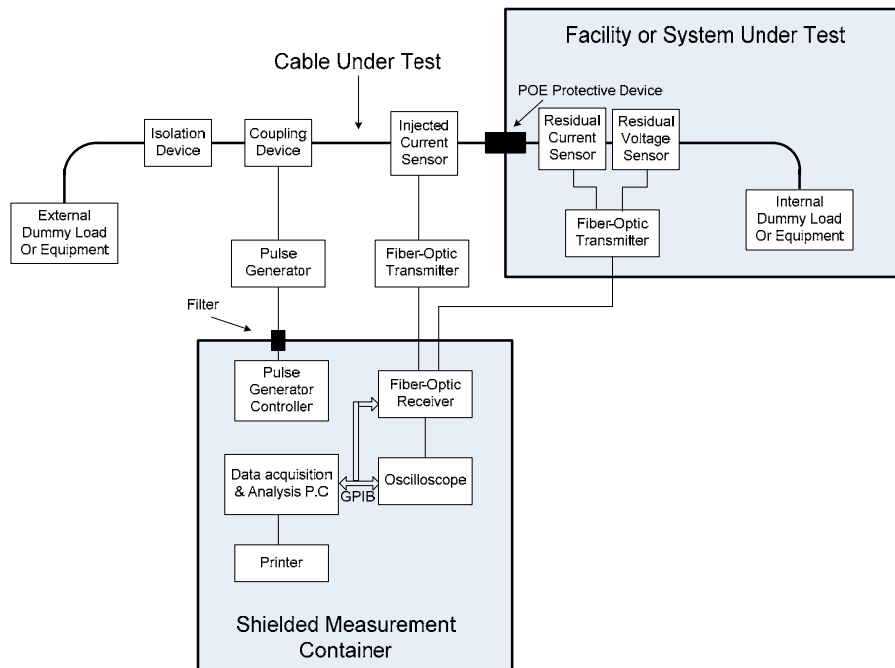 Facility or System Under Test
Cable Under Test
POE Protective Device
Isolation
Device
Coupling
Device
Injected
Current
Sensor
Residual
Current
Sensor
Residual
Voltage
Sensor
External
Dummy Load
Or Equipment
Pulse
Generator
Fiber-Optic
Transmitter
Fiber-Optic
Transmitter
Internal
Dummy Load
Or Equipment
Filter
Pulse
Generator
Controller
Fiber-Optic
Receiver
Data acquisition
& Analysis P.C
GPIB
Oscilloscope
Printer
Shielded Measurement
Container